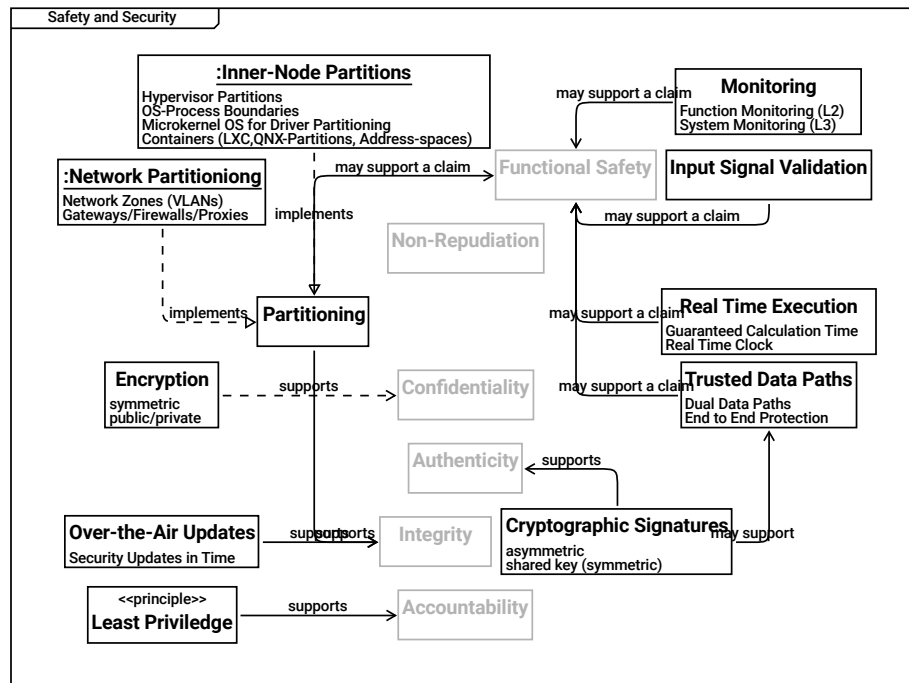 Safety and Security
:Inner-Node Partitions
Hypervisor Partitions
OS-Process Boundaries
Microkernel OS for Driver Partitioning
Containers (LXC,QNX-Partitions, Address-spaces)
Monitoring
Function Monitoring (L2)
System Monitoring (L3)
may support a claim
:Network Partitioniong
Network Zones (VLANs)
Gateways/Firewalls/Proxies
may support a claim
Functional Safety
Input Signal Validation
implements
may support a claim
Non-Repudiation
implements
Partitioning
may support a claim
Real Time Execution
Guaranteed Calculation Time
Real Time Clock
Encryption
symmetric
public/private
supports
Confidentiality
may support a claim
Trusted Data Paths
Dual Data Paths
End to End Protection
Authenticity
supports
Over-the-Air Updates
Security Updates in Time
supports
supports
Integrity
Cryptographic Signatures
asymmetric
shared key (symmetric)
may support
<<principle>>
Least Priviledge
supports
Accountability